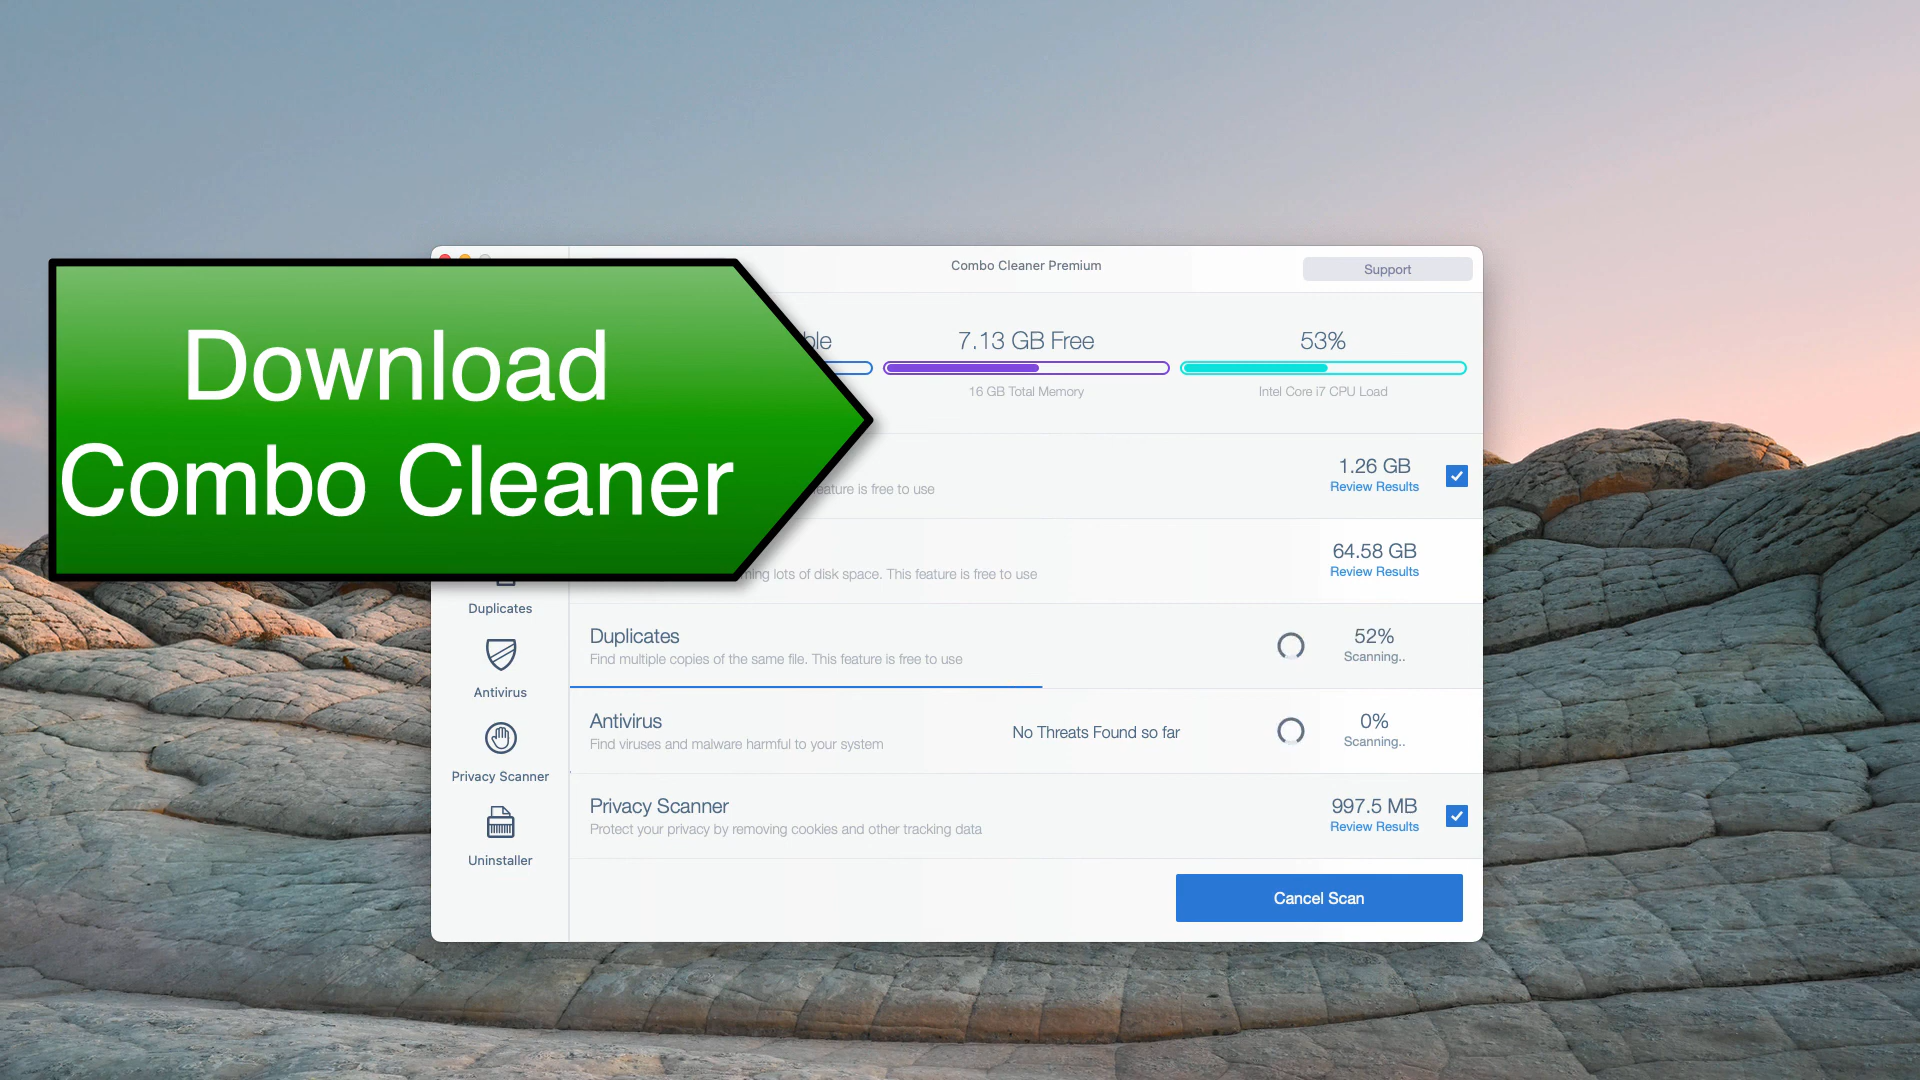 Combo Cleaner Premium
Support
Download
Combo Cleaner
7.13 GB Free
16 GB Total Memory
53%
Intel Core i7 CPU Load
is free to use
1.26 GB
Review Results
lots of disk space. This feature is free to use
64.58 GB
Review Results
Duplicates
Antivirus
Privacy Scanner
Uninstaller
Duplicates
Find multiple copies of the same file. This feature is free to use
52%
Scanning..
Antivirus
Find viruses and malware harmful to your system
No Threats Found so far
0%
Scanning..
Privacy Scanner
Protect your privacy by removing cookies and other tracking data
997.5 MB
Review Results
Cancel Scan